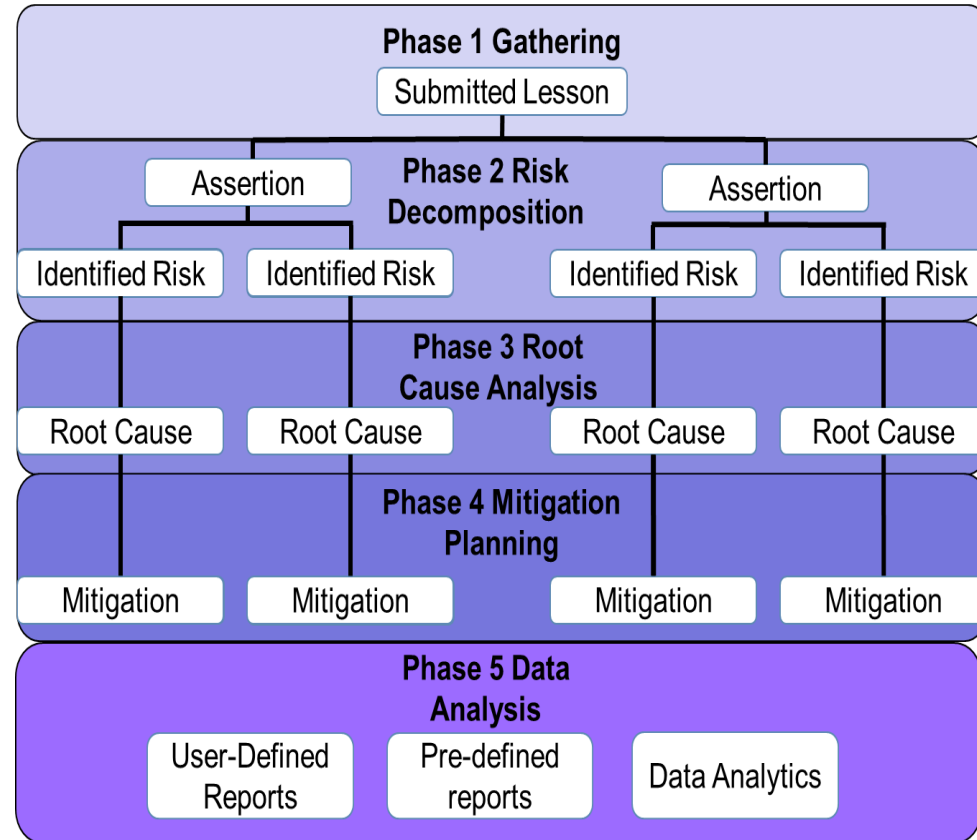 Phase 1 Gathering
Submitted Lesson
Phase 2 Risk
Decomposition
Assertion
Assertion
Identified Risk
Identified Risk
Identified Risk
Identified Risk
Phase 3 Root
Cause Analysis
Root Cause
Root Cause
Root Cause
Root Cause
Phase 4 Mitigation
Planning
Mitigation
Mitigation
Mitigation
Mitigation
Phase 5 Data
Analysis
User-Defined
Reports
Pre-defined
reports
Data Analytics